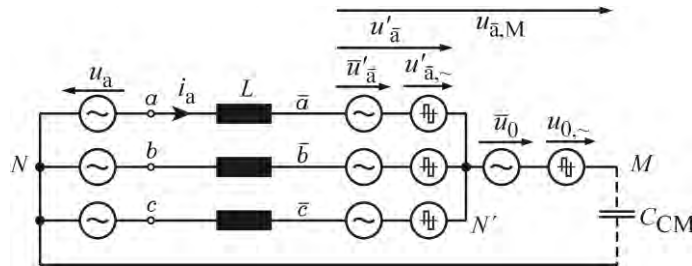 u_ā,M
u'_ā
u_a
i_a
L
ū'_ā
u'_ā,~
a
ā
ū_0
u_0,~
N
b
b̄
M
c
c̄
N'
C_CM